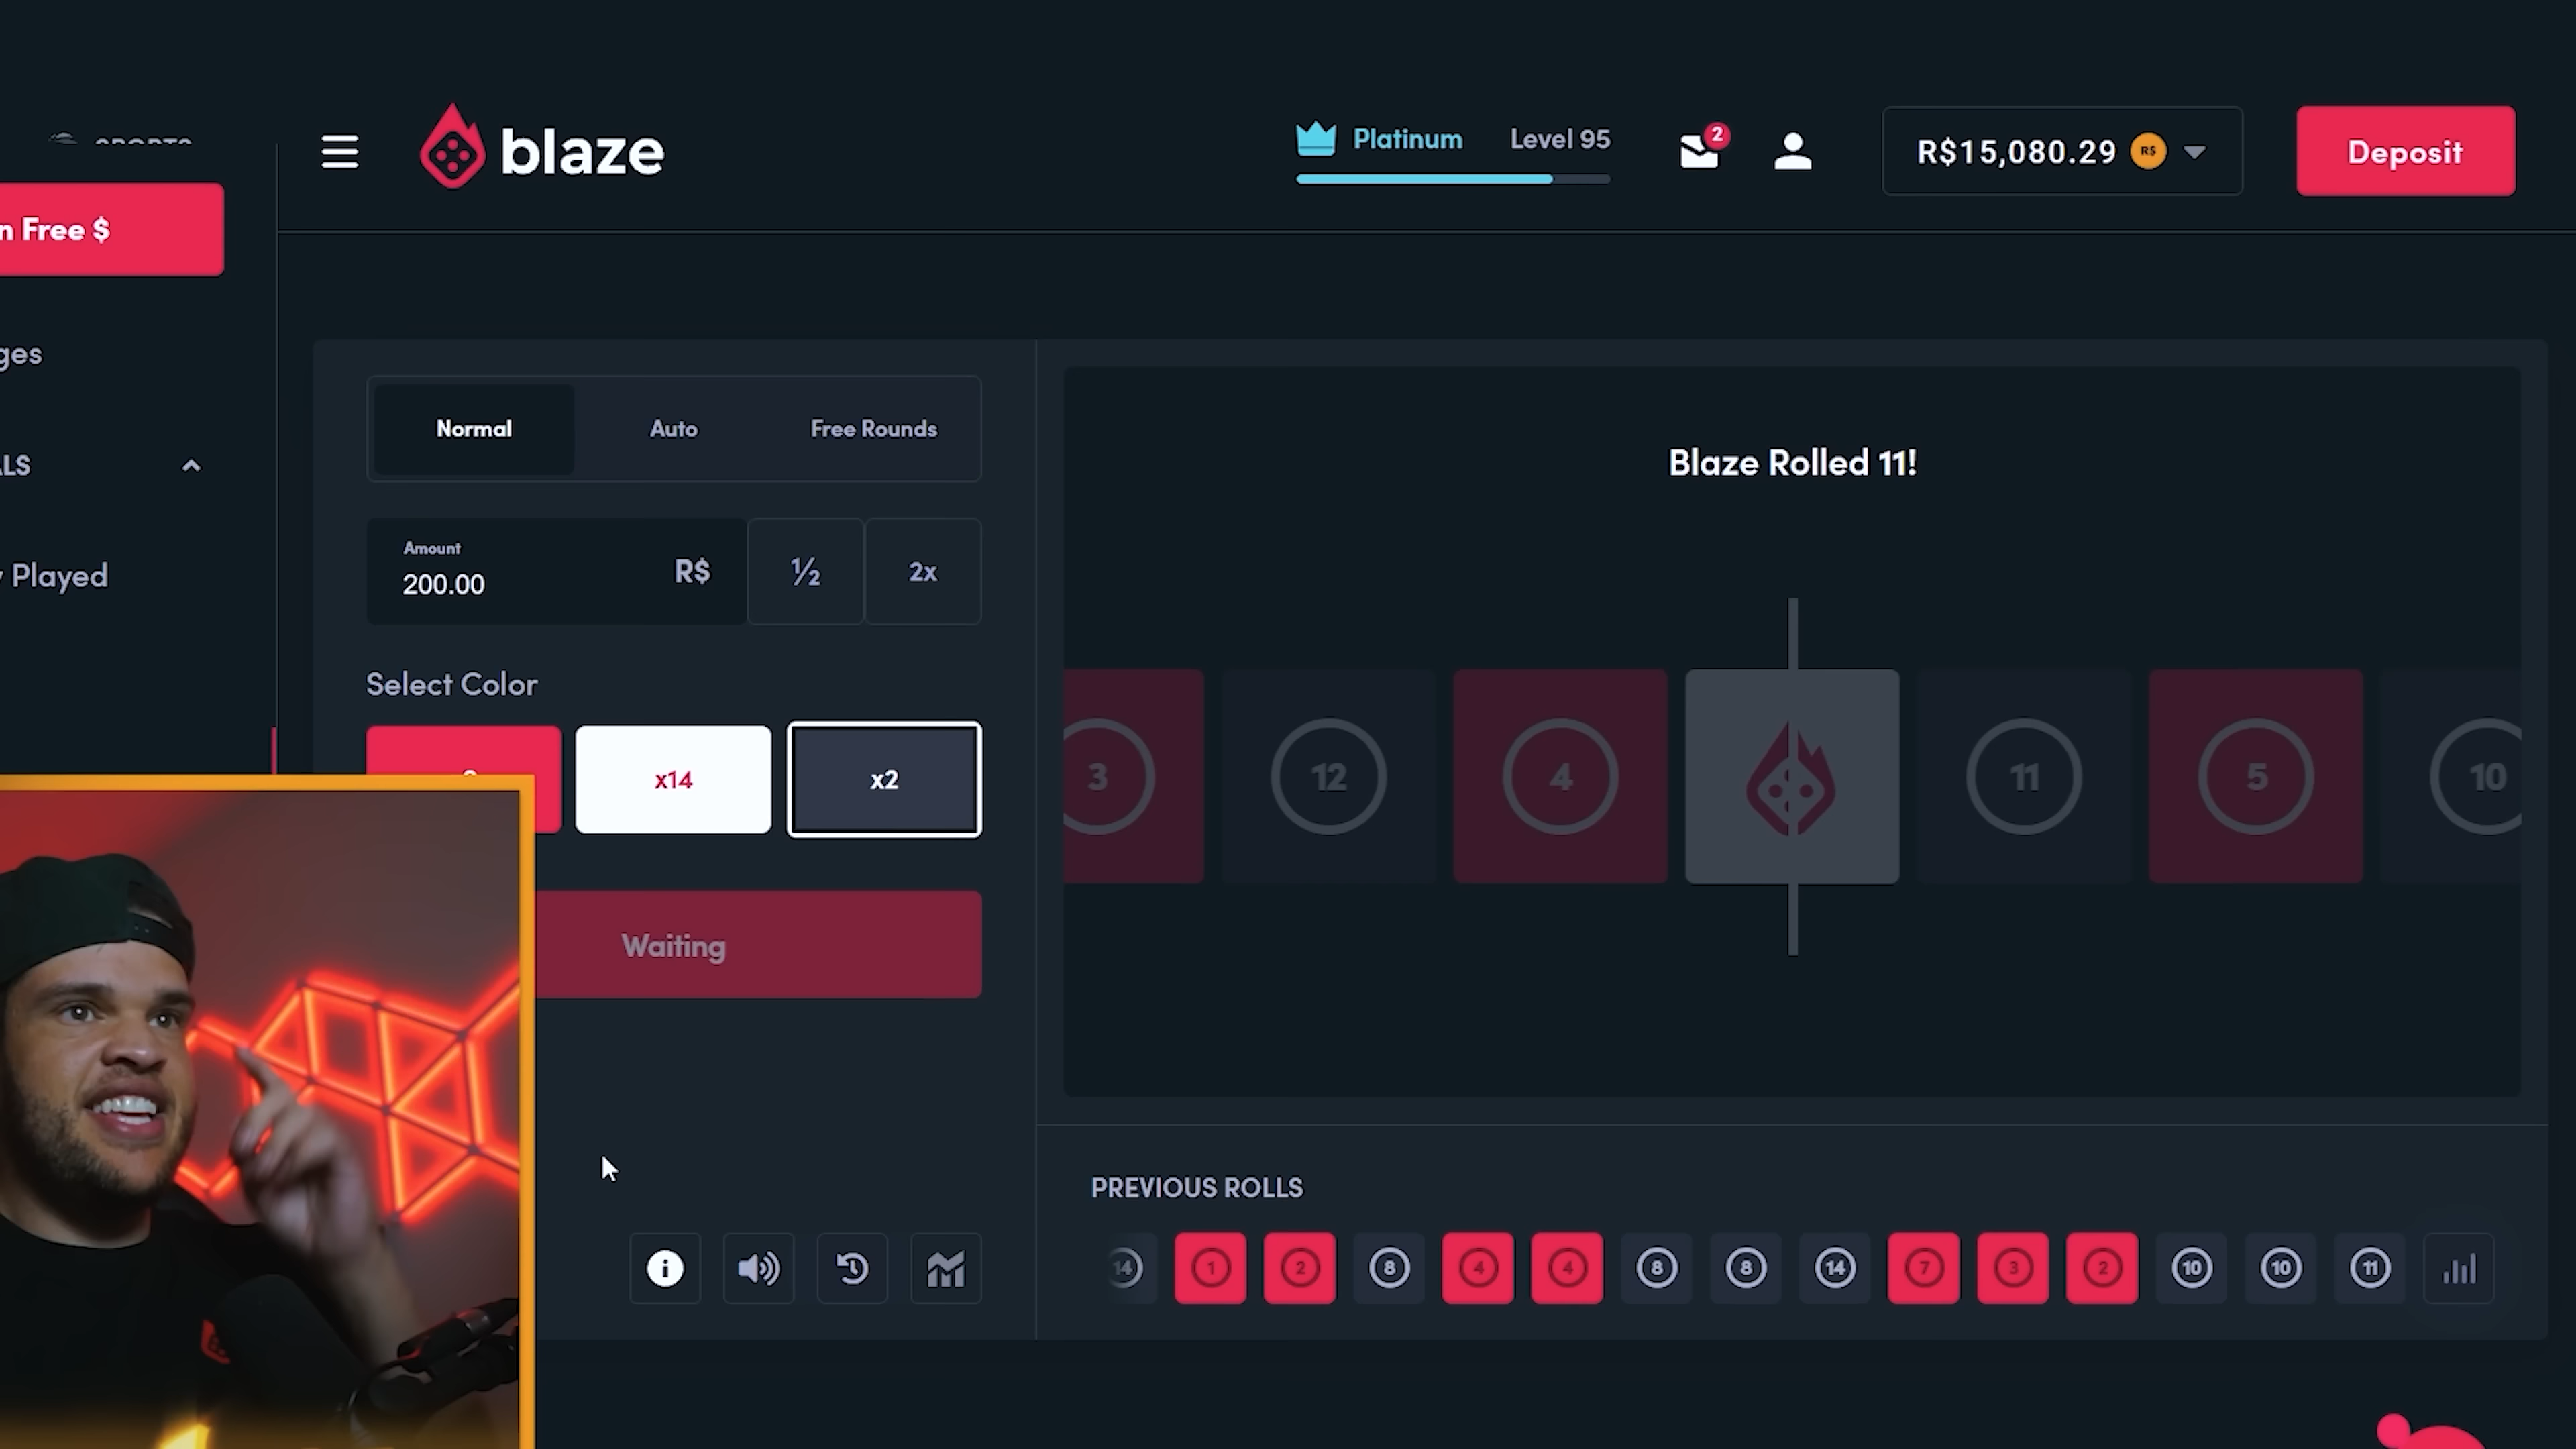 SPORTS
n Free $
ges
ALS
y Played
blaze
Platinum Level 95
2
R$15,080.29 R$
Deposit
Normal Auto Free Rounds
Amount
200.00 R$ ½ 2x
Select Color
x14 x2
Waiting
Blaze Rolled 11!
3 12 4 11 5 10
PREVIOUS ROLLS
14 1 2 8 4 4 8 8 14 7 3 2 10 10 11